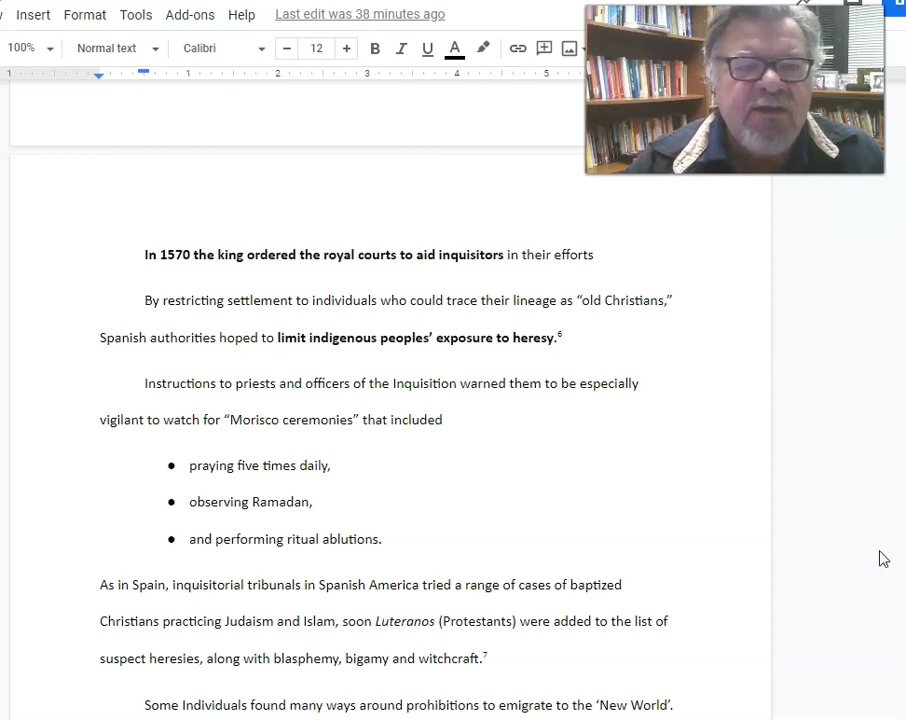 Insert Format Tools Add-ons Help Last edit was 38 minutes ago
100% Normal text Calibri 12 B I U A
1 1 2 3 4 5
In 1570 the king ordered the royal courts to aid inquisitors in their efforts
By restricting settlement to individuals who could trace their lineage as “old Christians,”
Spanish authorities hoped to limit indigenous peoples’ exposure to heresy.6
Instructions to priests and officers of the Inquisition warned them to be especially
vigilant to watch for “Morisco ceremonies” that included
● praying five times daily,
● observing Ramadan,
● and performing ritual ablutions.
As in Spain, inquisitorial tribunals in Spanish America tried a range of cases of baptized
Christians practicing Judaism and Islam, soon Luteranos (Protestants) were added to the list of
suspect heresies, along with blasphemy, bigamy and witchcraft.7
Some Individuals found many ways around prohibitions to emigrate to the ‘New World’.